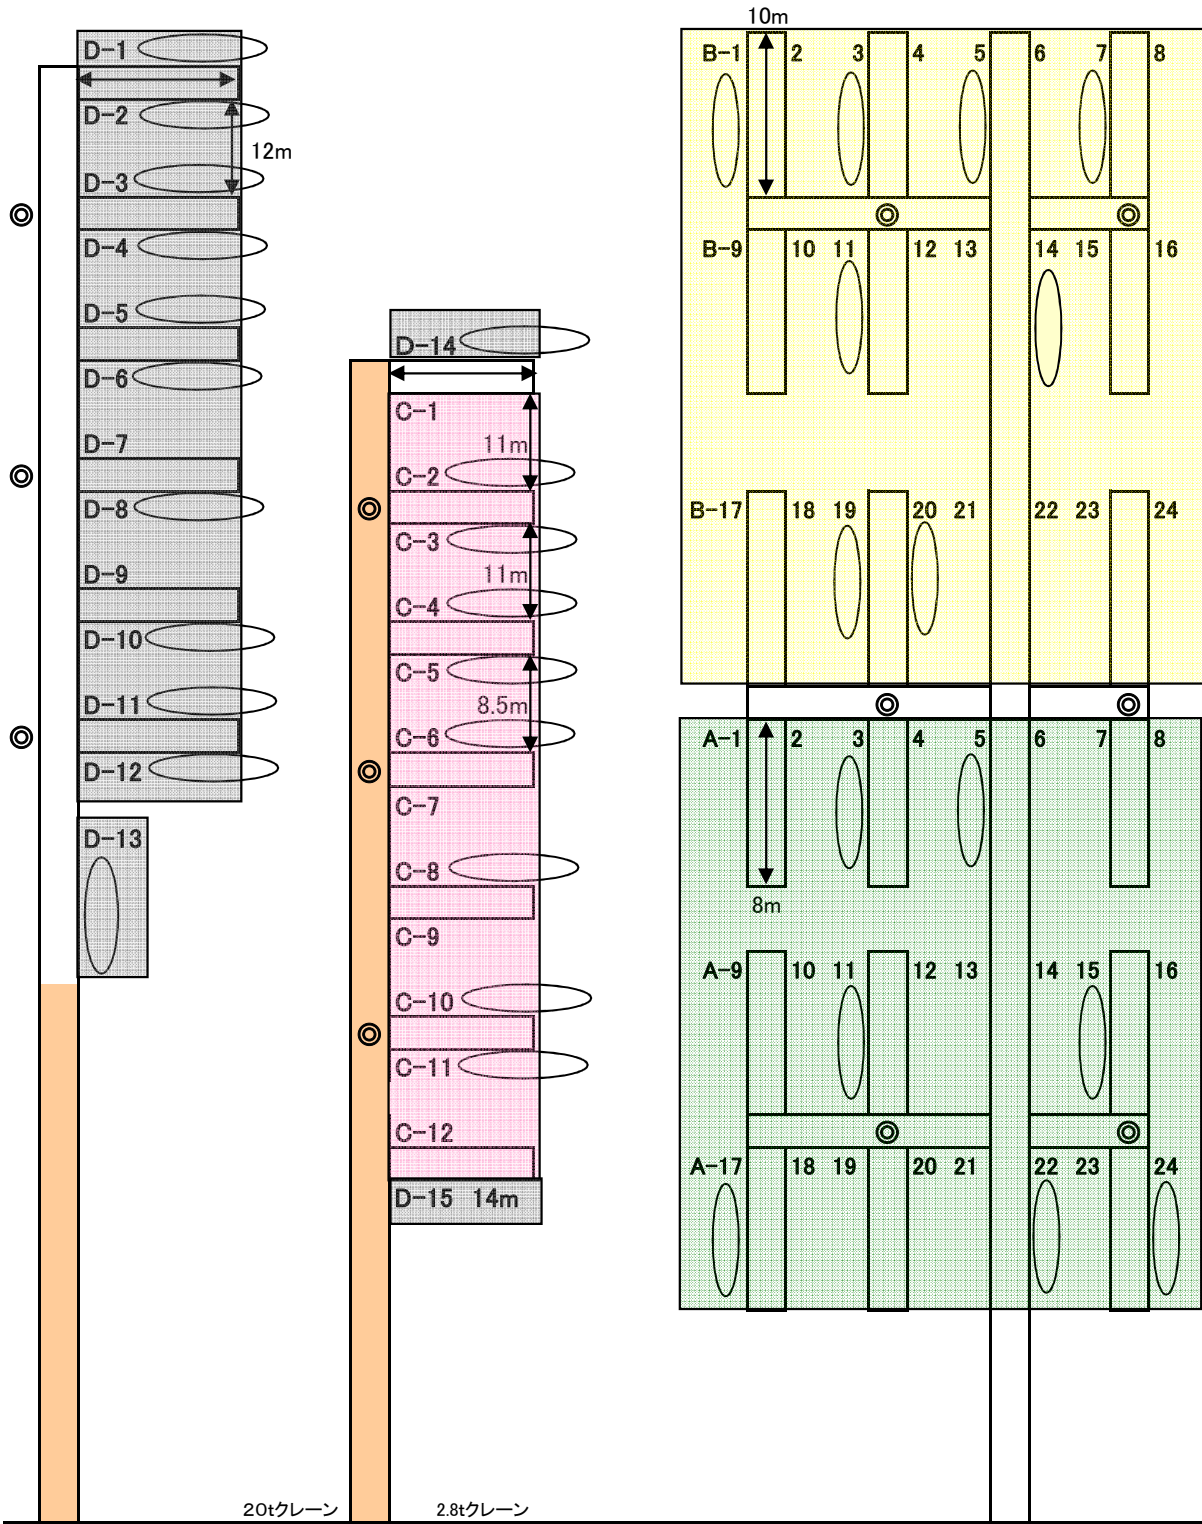 10m
D-1
D-2
12m
D-3
D-4
D-5
D-6
D-7
D-8
D-9
D-10
D-11
D-12
D-13
D-14
C-1
11m
C-2
C-3
11m
C-4
C-5
8.5m
C-6
C-7
C-8
C-9
C-10
C-11
C-12
D-15 14m
B-1 2 3 4 5 6 7 8
B-9 10 11 12 13 14 15 16
B-17 18 19 20 21 22 23 24
A-1 2 3 4 5 6 7 8
8m
A-9 10 11 12 13 14 15 16
A-17 18 19 20 21 22 23 24
20tクレーン
2.8tクレーン